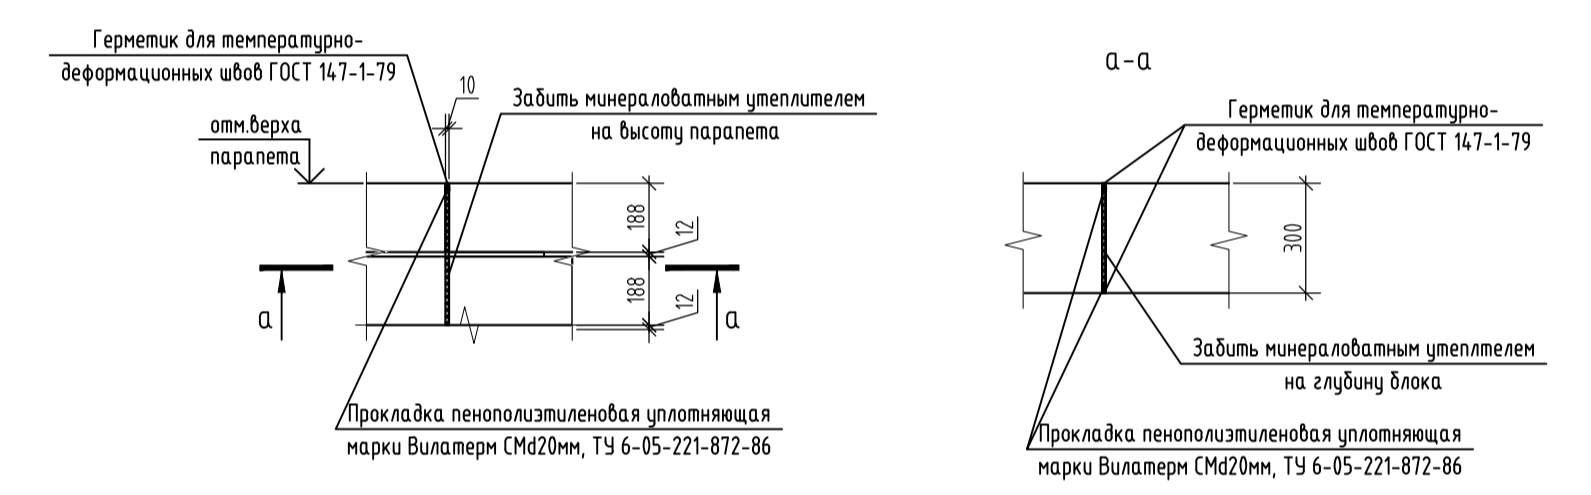 Герметик для температурно-
деформационных швов ГОСТ 147-1-79
10
Забить минераловатным утеплителем
на высоту парапета
отм.верха
парапета
188
12
188
12
а
а
Прокладка пенополиэтиленовая уплотняющая
марки Вилатерм СМd20мм, ТУ 6-05-221-872-86
а-а
Герметик для температурно-
деформационных швов ГОСТ 147-1-79
300
Забить минераловатным утеплтелем
на глубину блока
Прокладка пенополиэтиленовая уплотняющая
марки Вилатерм СМd20мм, ТУ 6-05-221-872-86